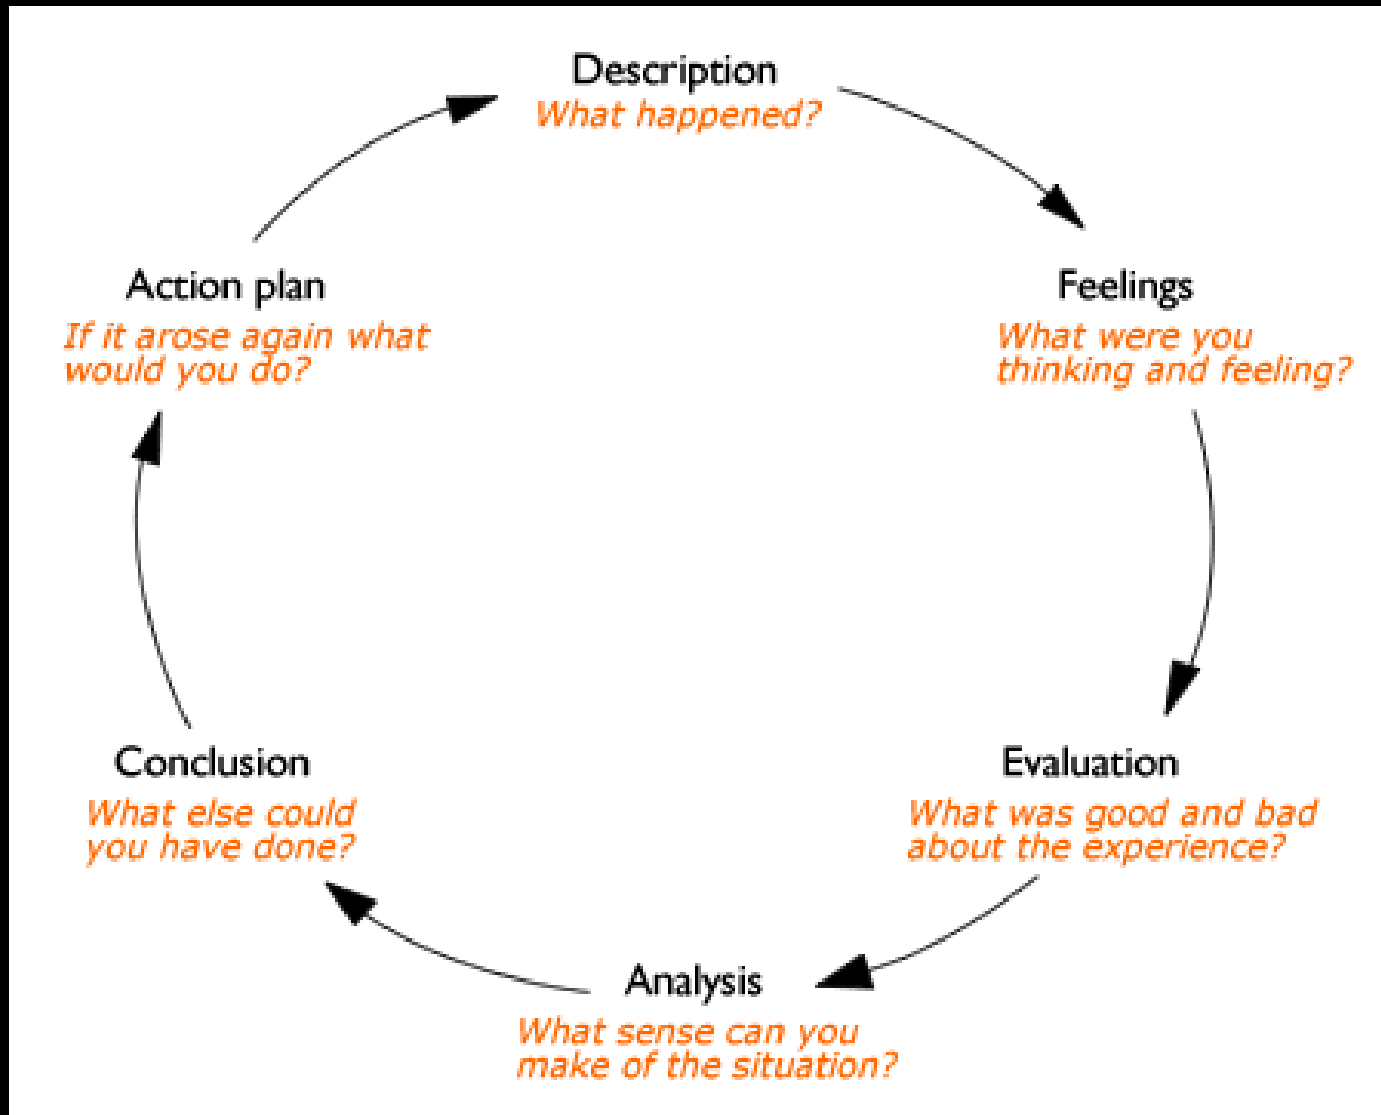 Description
What happened?
Feelings
What were you
thinking and feeling?
Evaluation
What was good and bad
about the experience?
Analysis
What sense can you
make of the situation?
Conclusion
What else could
you have done?
Action plan
If it arose again what
would you do?